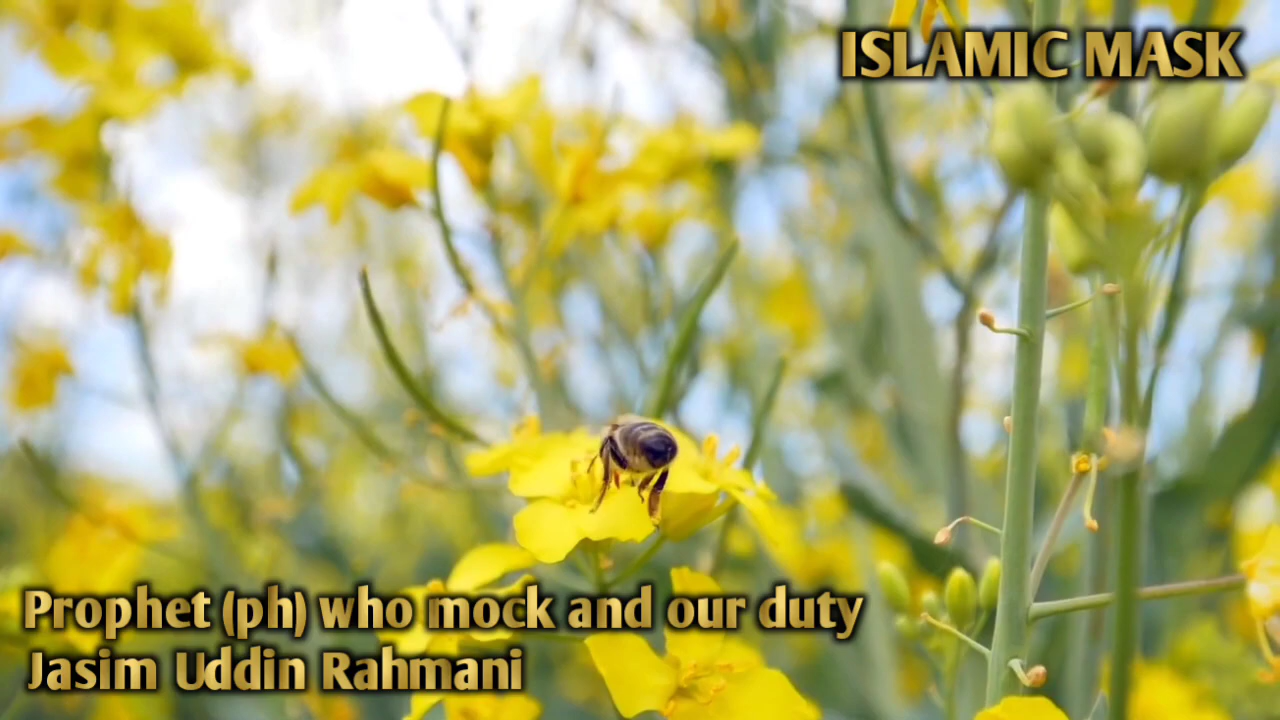 ISLAMIC MASK
Prophet (ph) who mock and our duty
Jasim Uddin Rahmani